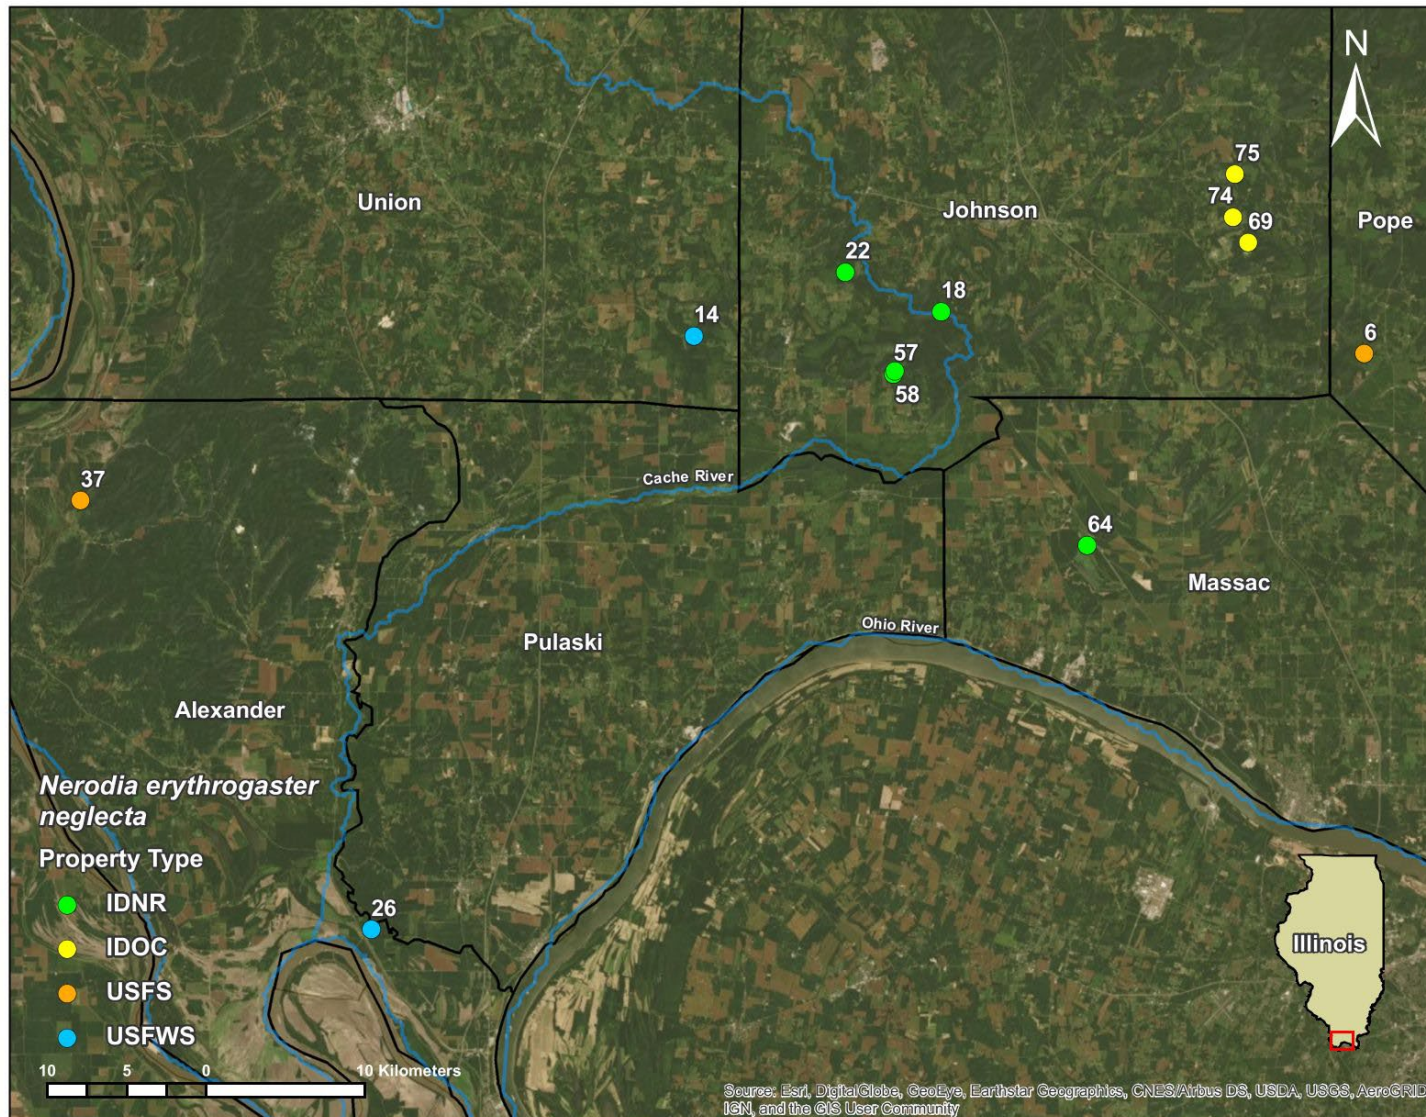 N
75
Union
74
Johnson
69
Pope
22
18
14
6
57
58
Cache River
37
64
Massac
Ohio River
Pulaski
Alexander
Nerodia erythrogaster
neglecta
Property Type
IDNR
26
IDOC
Illinois
USFS
USFWS
10 5 0 10 Kilometers
Source: Esri, DigitalGlobe, GeoEye, Earthstar Geographics, CNES/Airbus DS, USDA, USGS, AeroGRID
IGN, and the GIS User Community